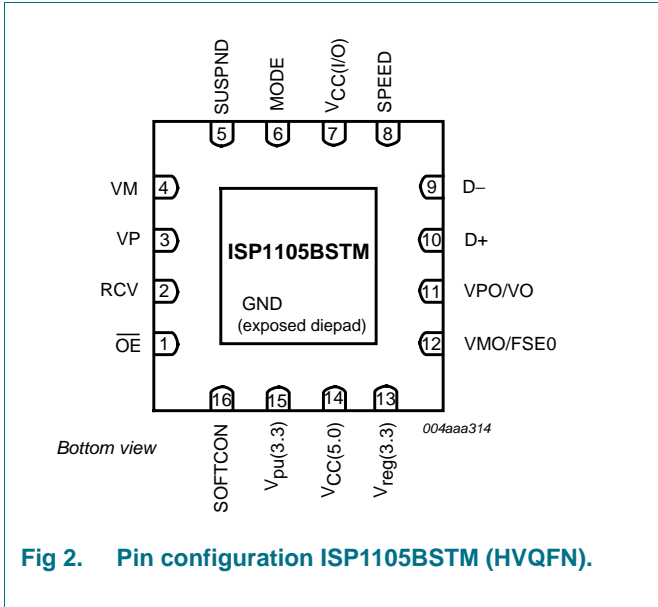 SUSPND
MODE
VCC(I/O)
SPEED
5
6
7
8
VM
4
9
D−
VP
3
10
D+
ISP1105BSTM
RCV
2
11
VPO/VO
GND
(exposed diepad)
OE
1
12
VMO/FSE0
16
15
14
13
004aaa314
Bottom view
SOFTCON
Vpu(3.3)
VCC(5.0)
Vreg(3.3)
Fig 2. Pin configuration ISP1105BSTM (HVQFN).